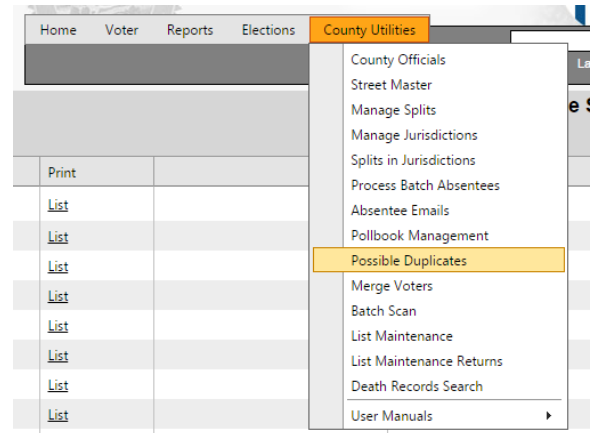 Home Voter Reports Elections County Utilities
County Officials
La
Street Master
Manage Splits
e S
Manage Jurisdictions
Splits in Jurisdictions
Print
Process Batch Absentees
List
Absentee Emails
List
Pollbook Management
List
Possible Duplicates
List
Merge Voters
List
Batch Scan
List
List Maintenance
List Maintenance Returns
List
Death Records Search
List
User Manuals